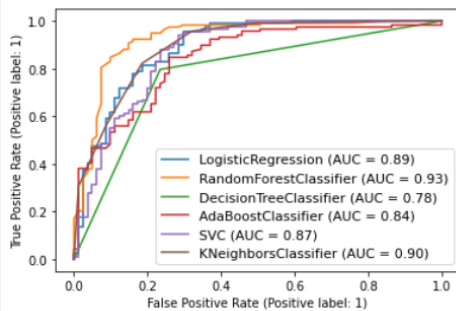 1.0
0.8
0.6
0.4
0.2
0.0
True Positive Rate (Positive label: 1)
LogisticRegression (AUC = 0.89)
RandomForestClassifier (AUC = 0.93)
DecisionTreeClassifier (AUC = 0.78)
AdaBoostClassifier (AUC = 0.84)
SVC (AUC = 0.87)
KNeighborsClassifier (AUC = 0.90)
0.0 0.2 0.4 0.6 0.8 1.0
False Positive Rate (Positive label: 1)